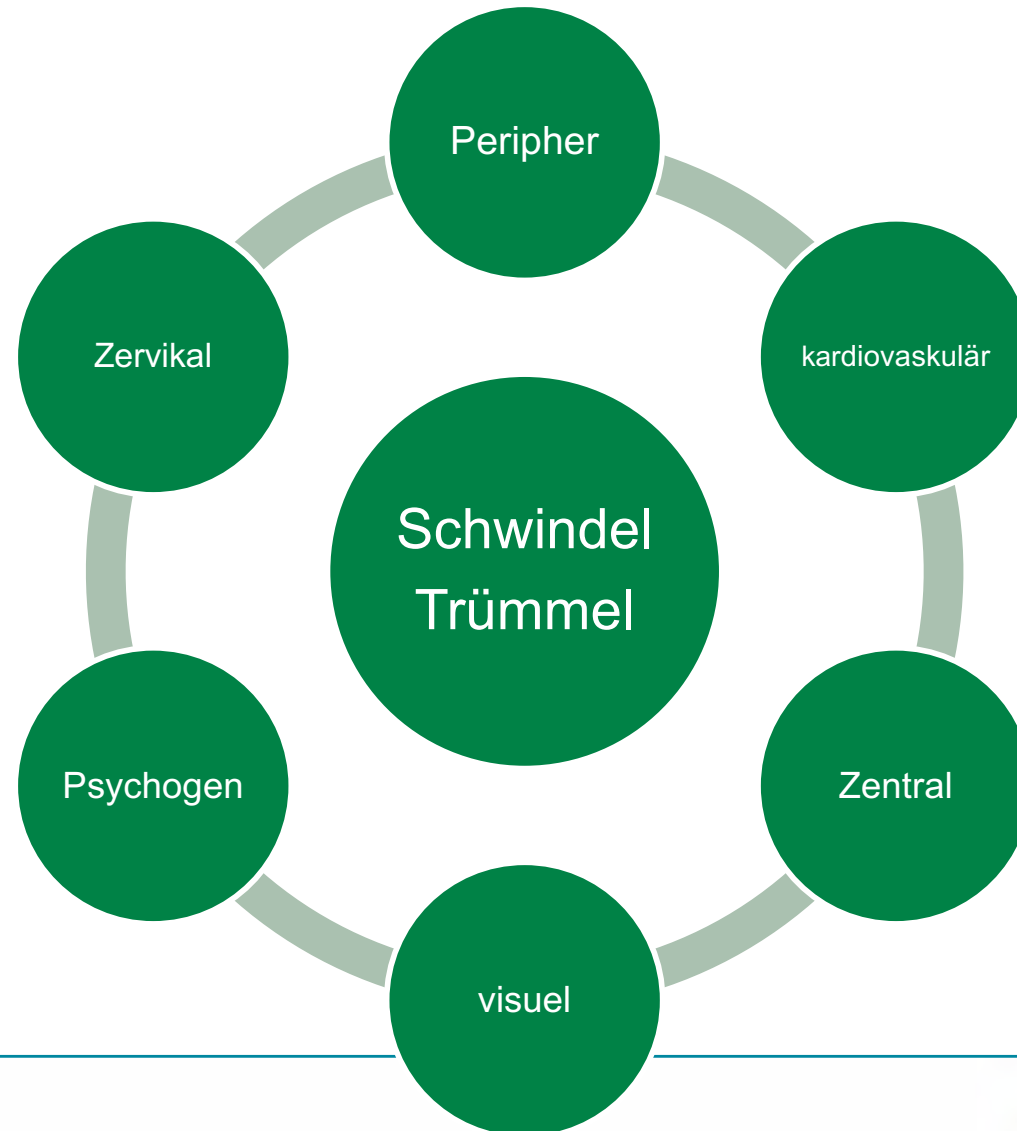 Peripher
Zervikal
kardiovaskulär
Schwindel
Trümmel
Psychogen
Zentral
visuel